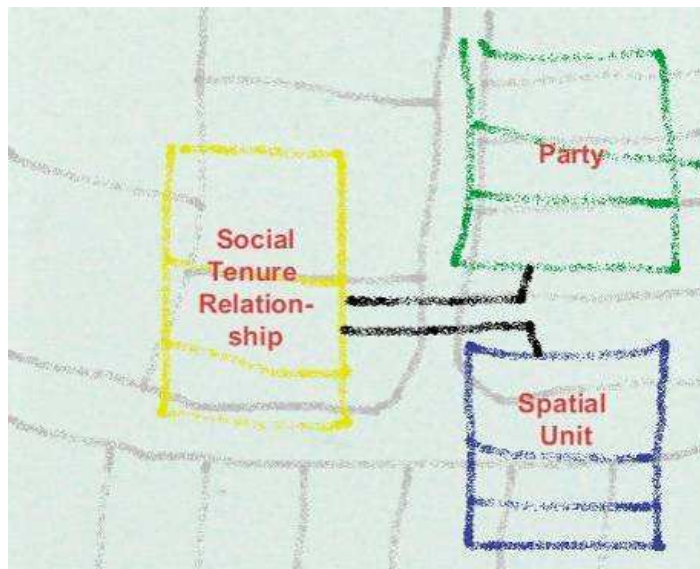 Social
Tenure
Relation-
ship
Party
Spatial
Unit